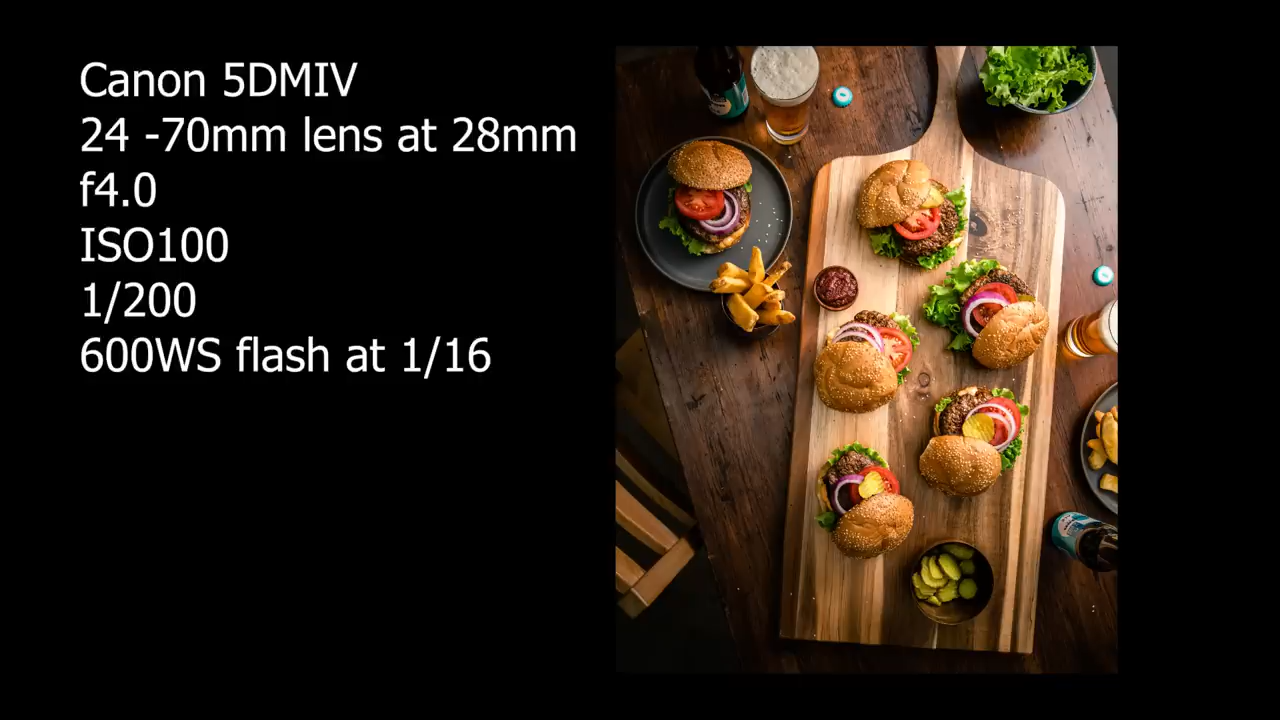 Canon 5DMIV
24 -70mm lens at 28mm
f4.0
ISO100
1/200
600WS flash at 1/16